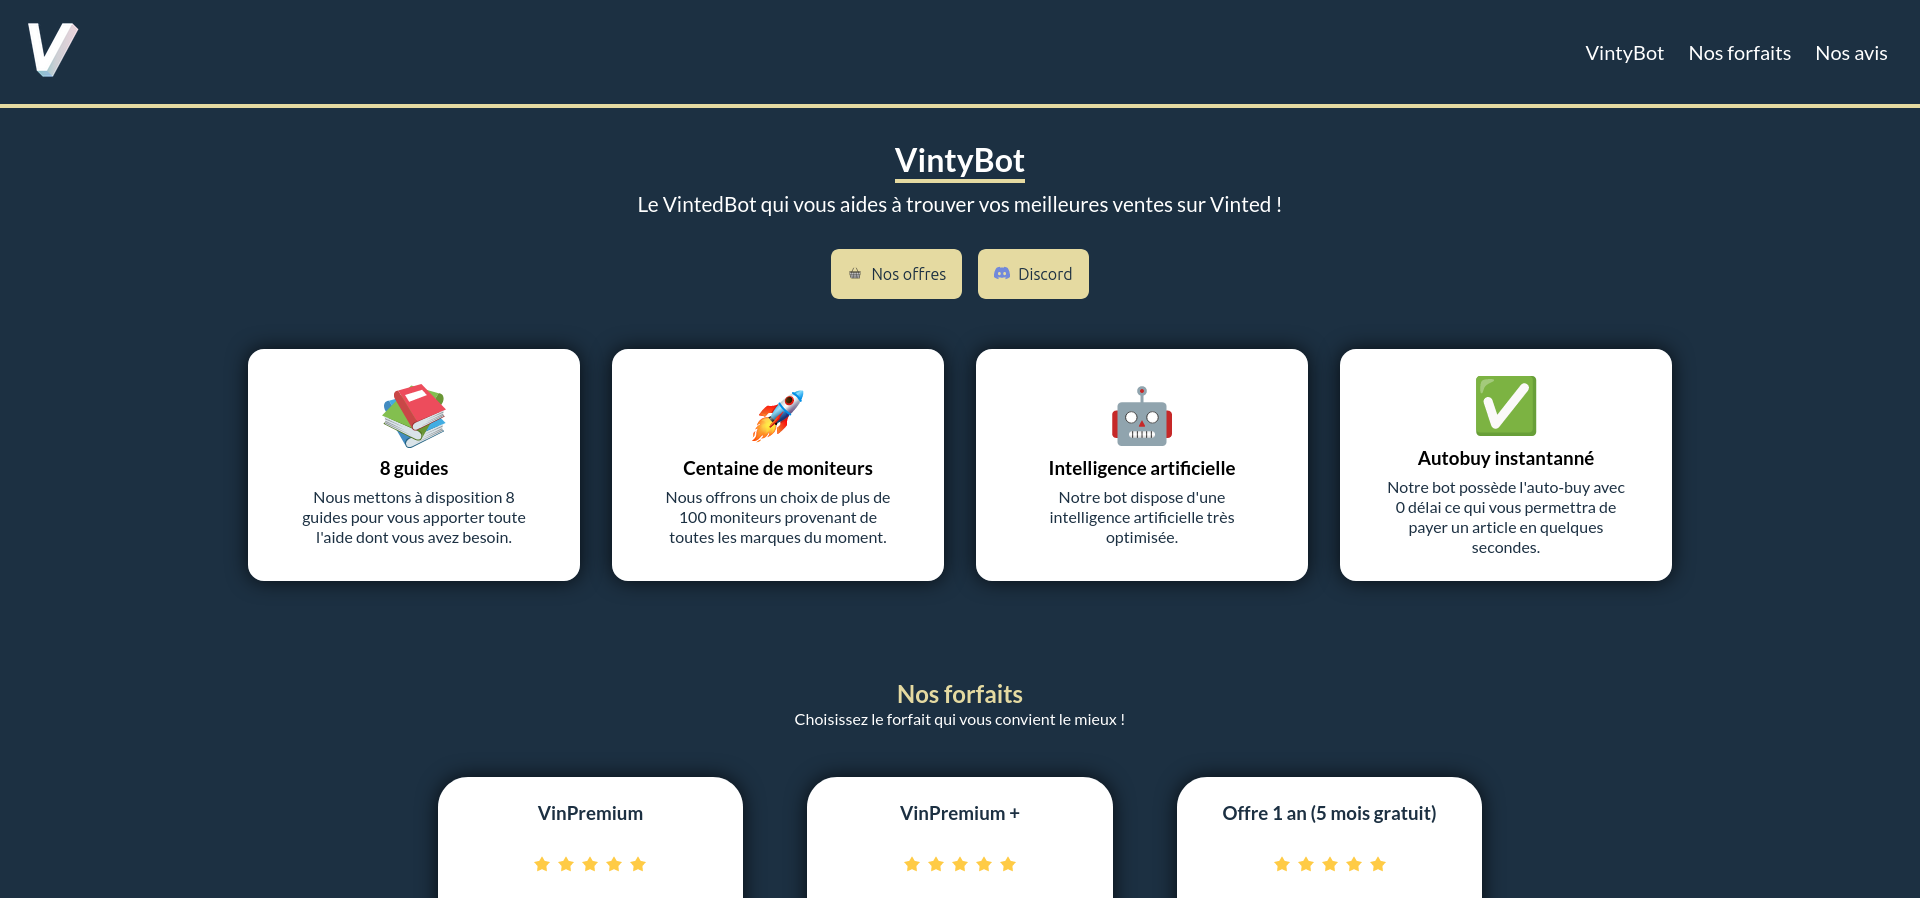 V
VintyBot
Nos forfaits
Nos avis
VintyBot
Le VintedBot qui vous aides à trouver vos meilleures ventes sur Vinted !
Nos offres
Discord
8 guides
Nous mettons à disposition 8
guides pour vous apporter toute
l'aide dont vous avez besoin.
Centaine de moniteurs
Nous offrons un choix de plus de
100 moniteurs provenant de
toutes les marques du moment.
Intelligence artificielle
Notre bot dispose d'une
intelligence artificielle très
optimisée.
Autobuy instantanné
Notre bot possède l'auto-buy avec
0 délai ce qui vous permettra de
payer un article en quelques
secondes.
Nos forfaits
Choisissez le forfait qui vous convient le mieux !
VinPremium
VinPremium +
Offre 1 an (5 mois gratuit)